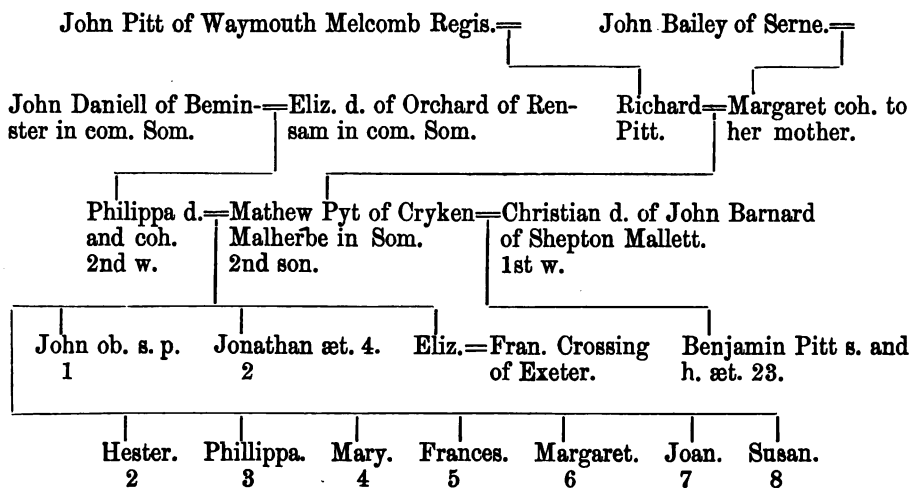 John Pitt of Waymouth Melcomb Regis.=
John Bailey of Serne.=
John Daniell of Bemin-=Eliz. d. of Orchard of Ren-
ster in com. Som.
sam in com. Som.
Richard=Margaret coh. to
Pitt.
her mother.
Philippa d.=Mathew Pyt of Cryken=Christian d. of John Barnard
and coh.
Malherbe in Som.
of Shepton Mallett.
2nd w.
2nd son.
1st w.
John ob. s. p.
Jonathan æt. 4.
Eliz.=Fran. Crossing
Benjamin Pitt s. and
1
2
of Exeter.
h. æt. 23.
Hester.
Phillippa.
Mary.
Frances.
Margaret.
Joan.
Susan.
2
3
4
5
6
7
8